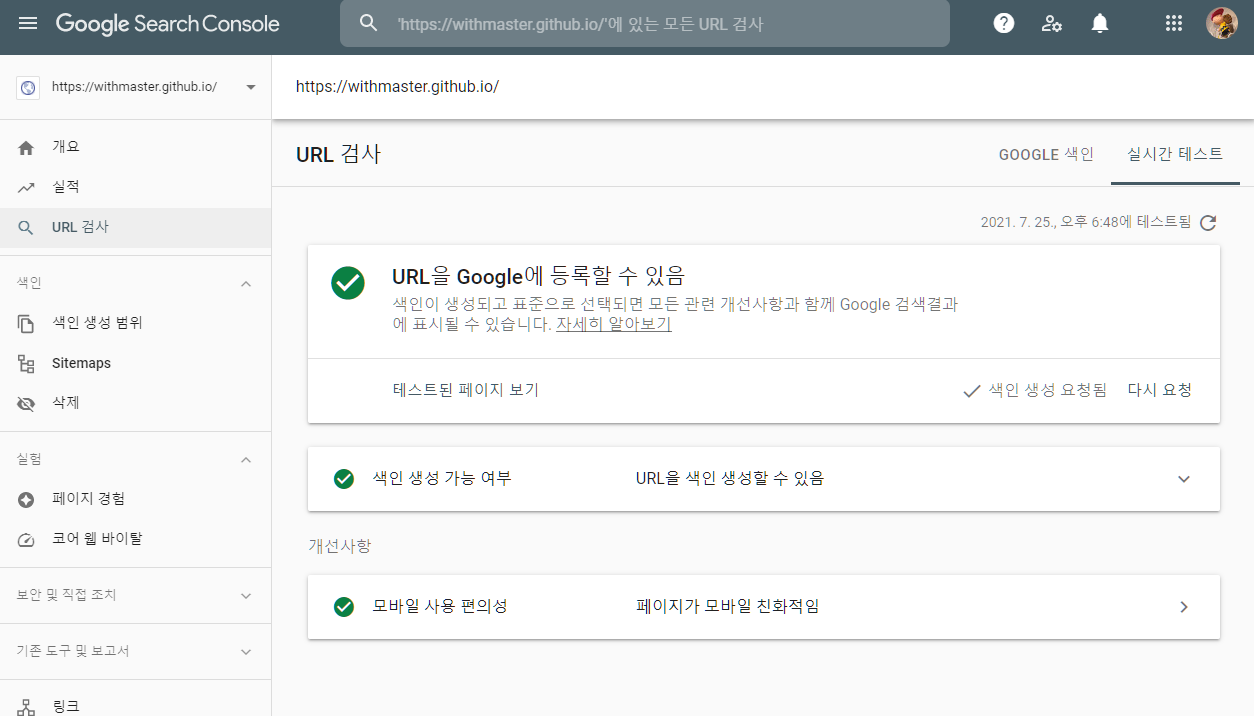 Google Search Console
'https://withmaster.github.io/'에 있는 모든 URL 검사
https://withmaster.github.io/
개요
실적
URL 검사
색인
색인 생성 범위
Sitemaps
삭제
실험
페이지 경험
코어 웹 바이탈
보안 및 직접 조치
기존 도구 및 보고서
링크
https://withmaster.github.io/
URL 검사
GOOGLE 색인
실시간 테스트
2021. 7. 25., 오후 6:48에 테스트됨
URL을 Google에 등록할 수 있음
색인이 생성되고 표준으로 선택되면 모든 관련 개선사항과 함께 Google 검색결과
에 표시될 수 있습니다. 자세히 알아보기
테스트된 페이지 보기
색인 생성 요청됨
다시 요청
색인 생성 가능 여부
URL을 색인 생성할 수 있음
개선사항
모바일 사용 편의성
페이지가 모바일 친화적임